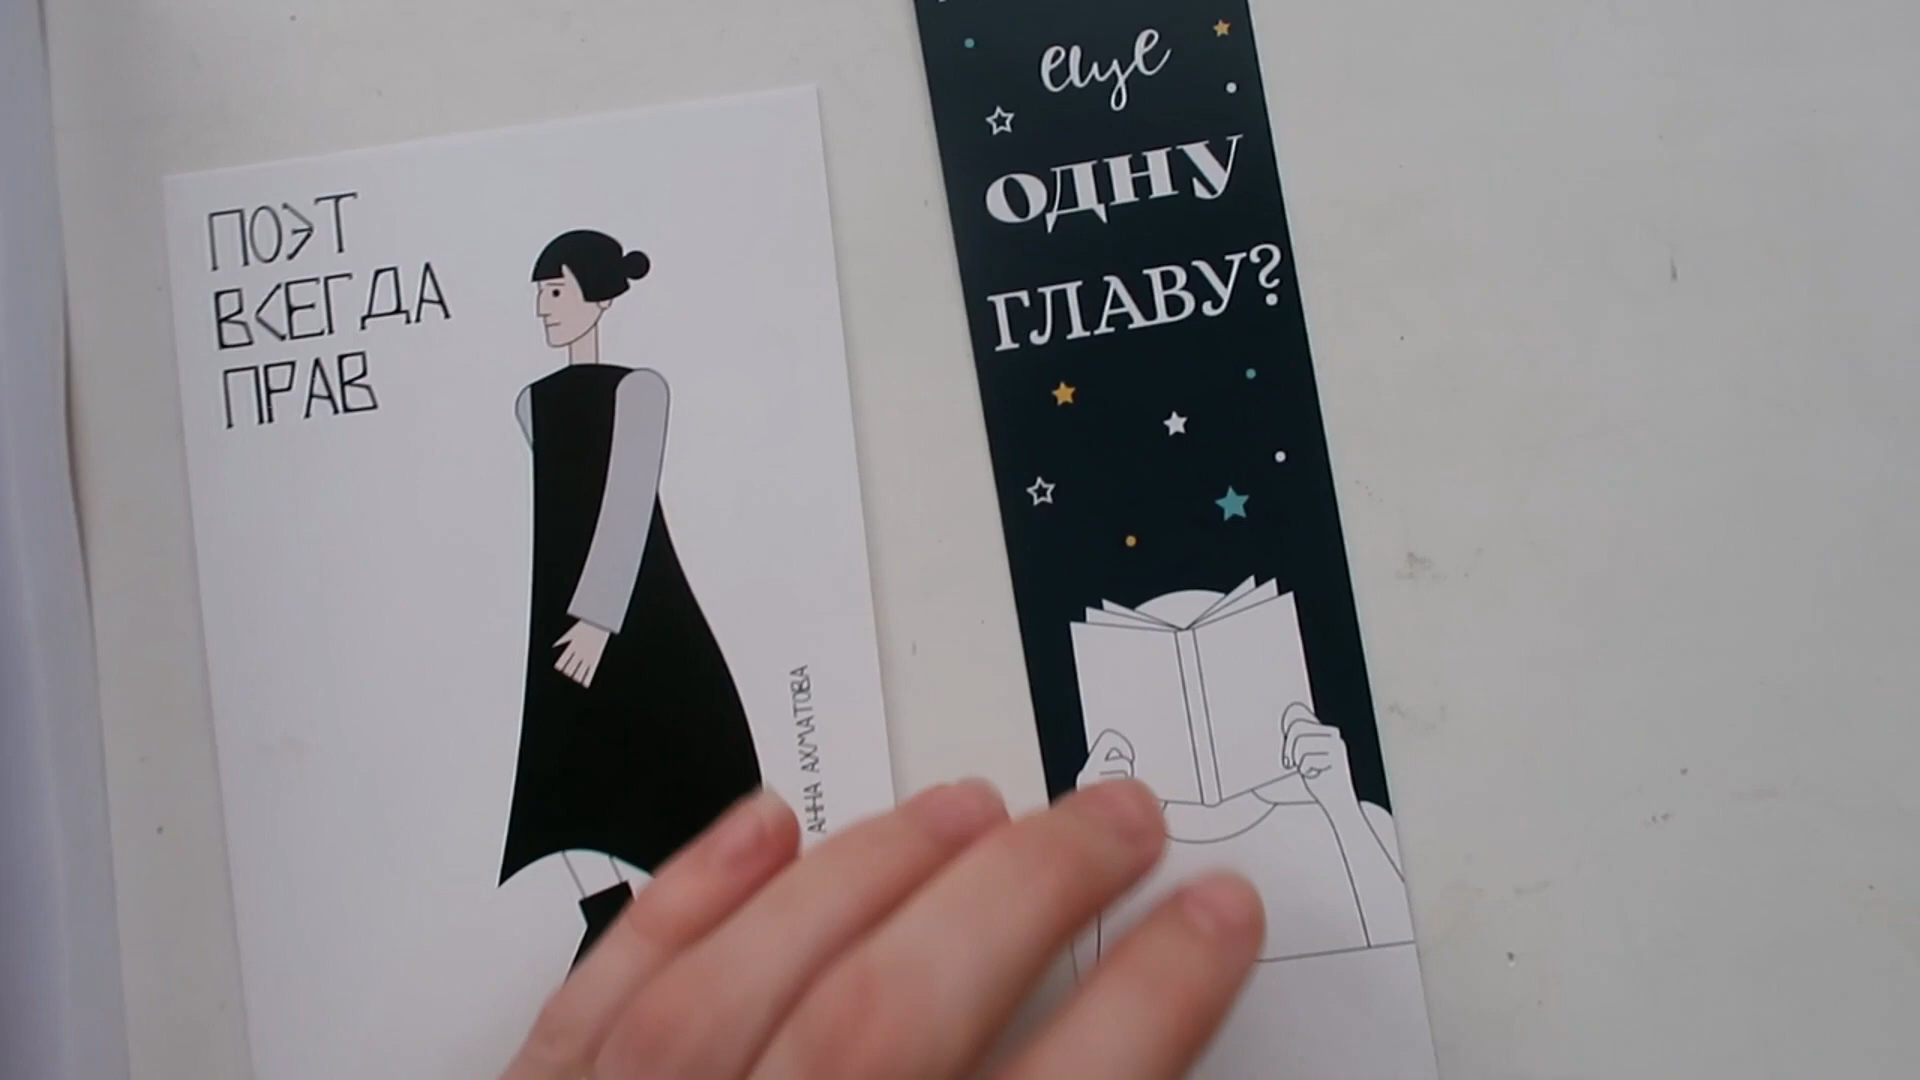 ПОЭТ
ВСЕГДА
ПРАВ
АННА АХМАТОВА
еще
ОДНУ
ГЛАВУ?